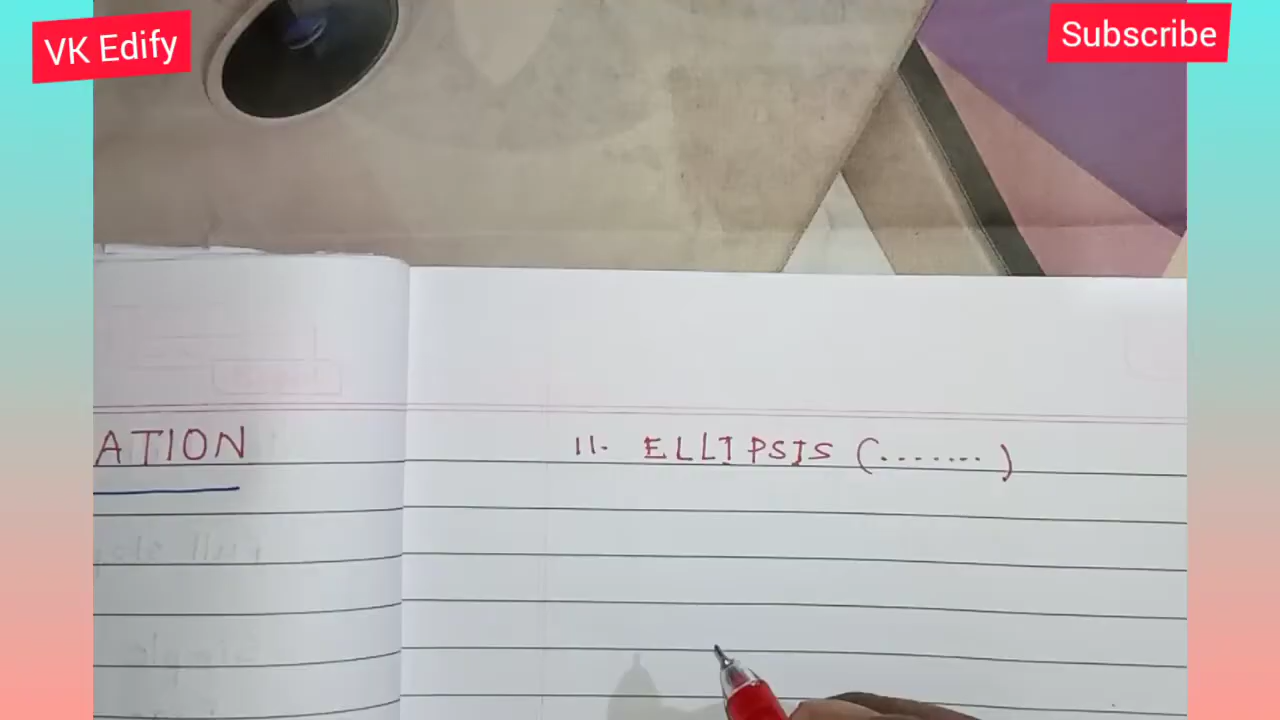 VK Edify
Subscribe
ATION
11. ELLIPSIS (.......)